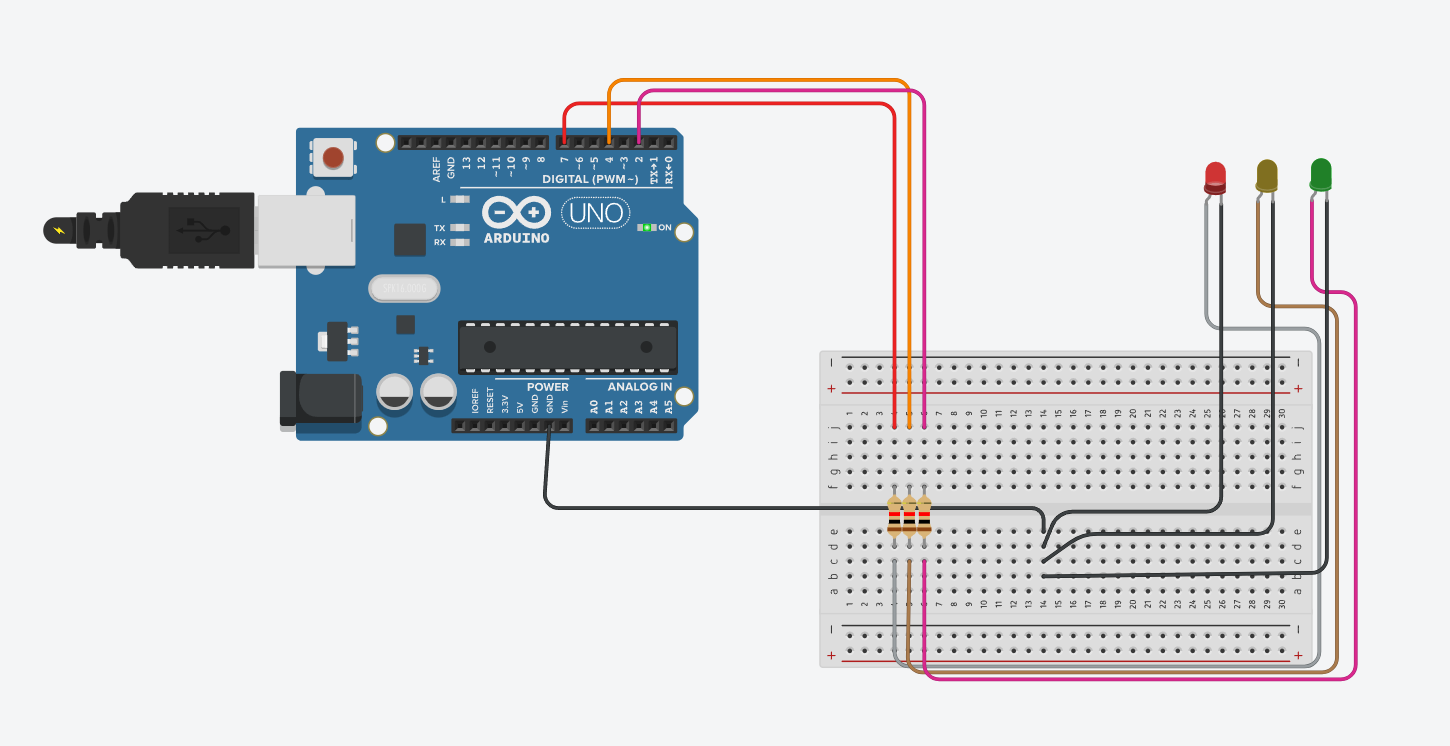 AREF
GND
13
12
~11
~10
~9
8
7
~6
~5
4
~3
2
TX→1
RX←0
DIGITAL (PWM~)
L
TX
RX
UNO
ARDUINO
ON
POWER
ANALOG IN
IOREF
RESET
3.3V
5V
GND
GND
Vin
A0
A1
A2
A3
A4
A5
1 2 3 4 5 6 7 8 9 10 11 12 13 14 15 16 17 18 19 20 21 22 23 24 25 26 27 28 29 30
j j
i i
h h
g g
f f
e e
d d
c c
b b
a a
1 2 3 4 5 6 7 8 9 10 11 12 13 14 15 16 17 18 19 20 21 22 23 24 25 26 27 28 29 30